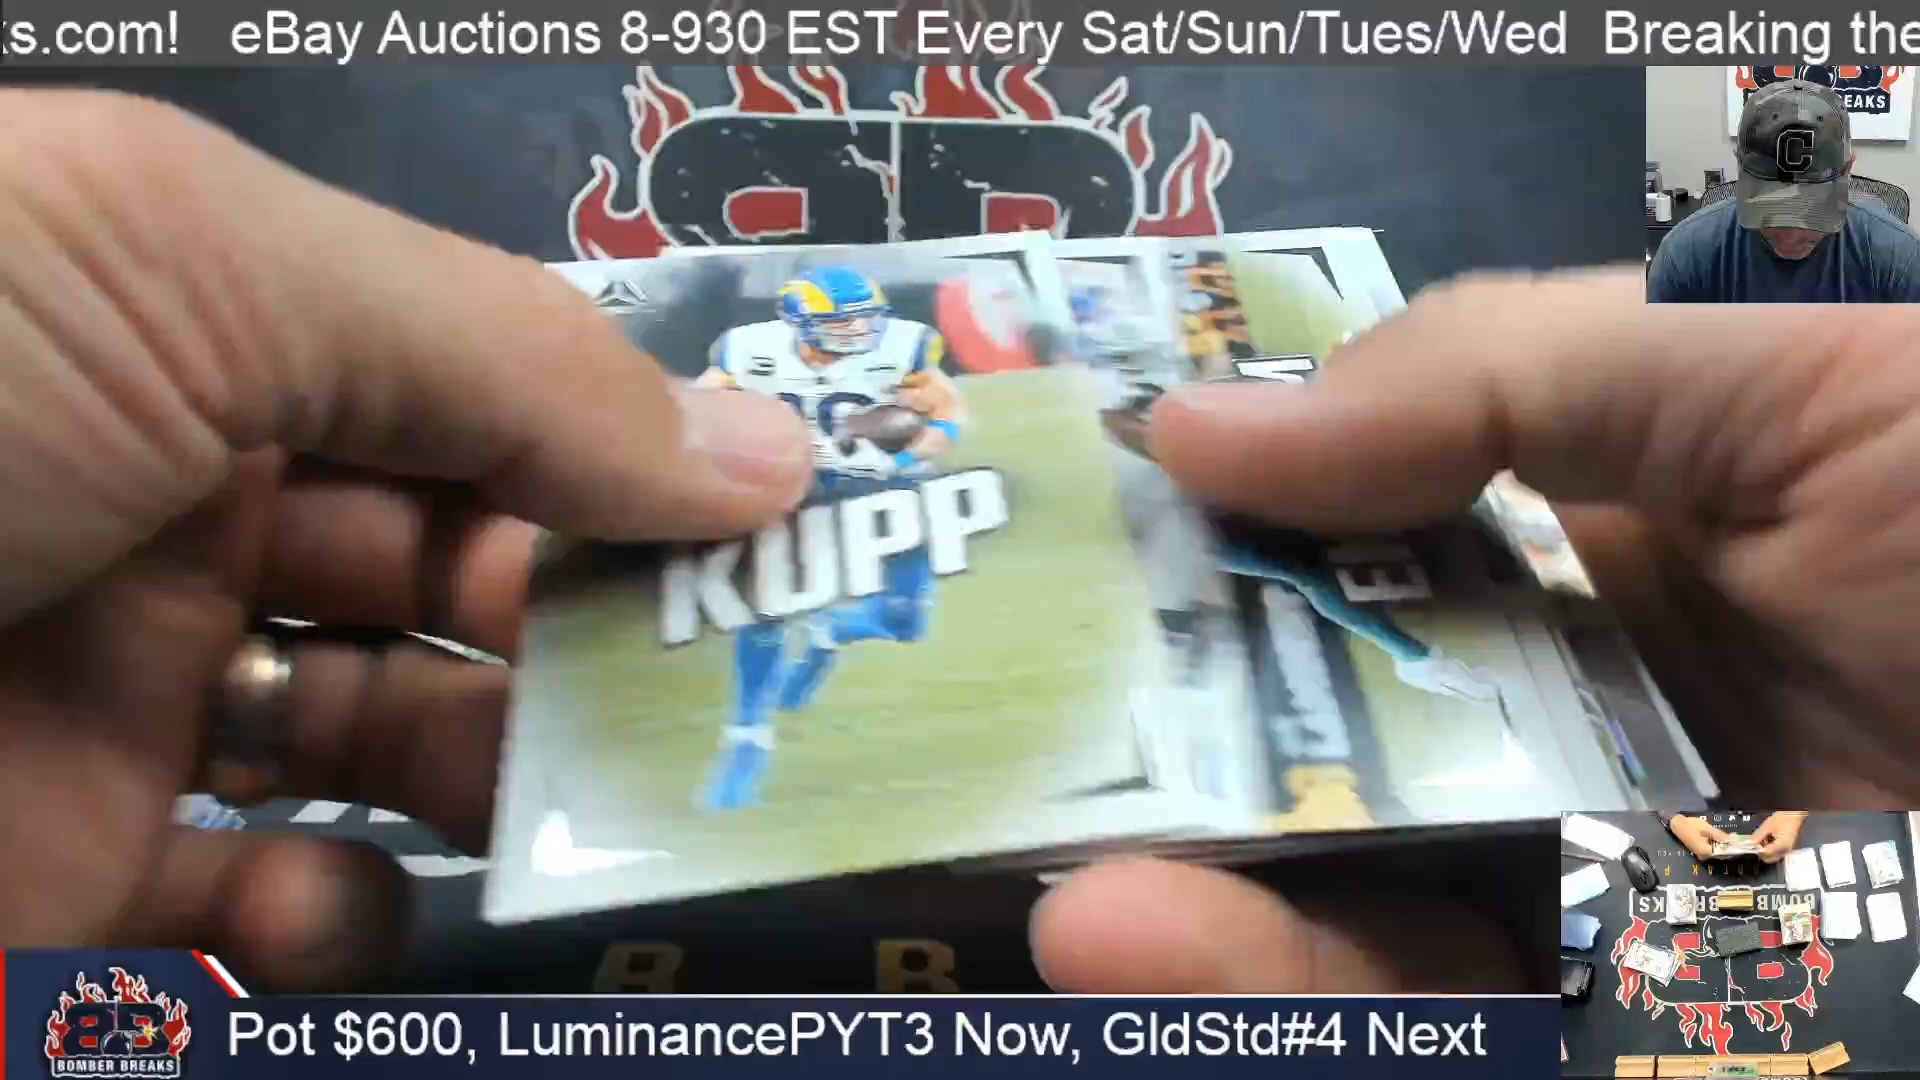 s.com!   eBay Auctions 8-930 EST Every Sat/Sun/Tues/Wed  Breaking the
EAKS
C
KUPP
B
BOMBER BREAKS
Pot $600, LuminancePYT3 Now, GldStd#4 Next